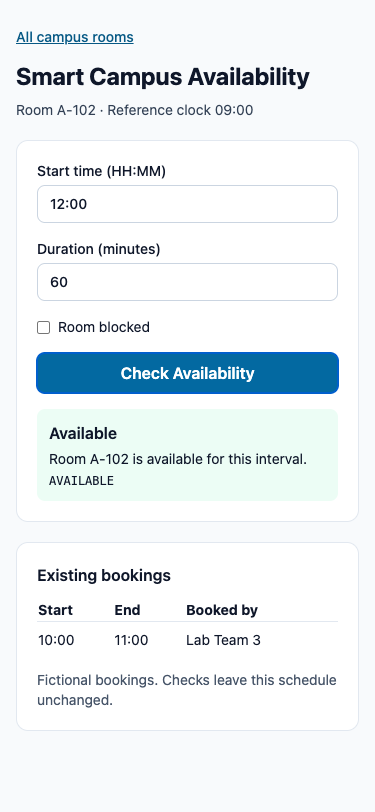 All campus rooms
Smart Campus Availability
Room A-102 · Reference clock 09:00
Start time (HH:MM)
12:00
Duration (minutes)
60
Room blocked
Check Availability
Available
Room A-102 is available for this interval.
AVAILABLE
Existing bookings
Start End Booked by
10:00 11:00 Lab Team 3
Fictional bookings. Checks leave this schedule
unchanged.